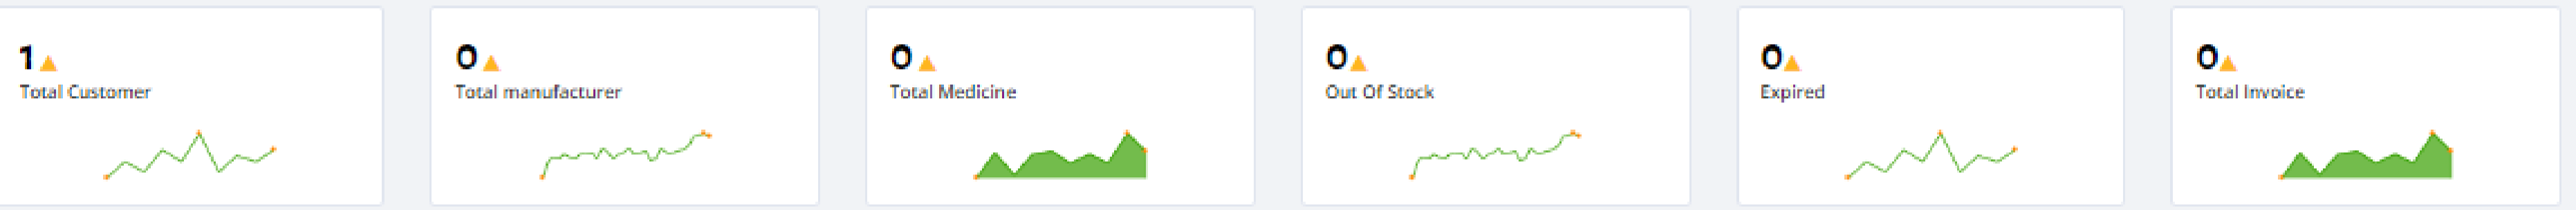 1
Total Customer
0
Total manufacturer
0
Total Medicine
0
Out Of Stock
0
Expired
0
Total Invoice